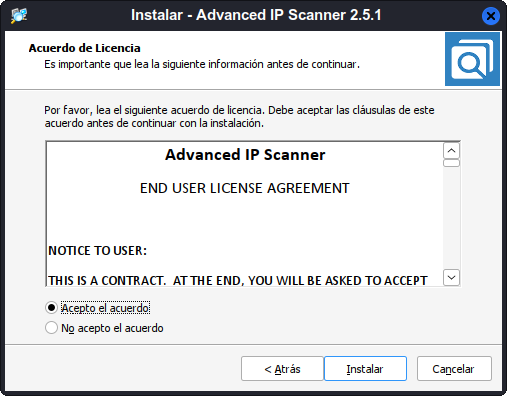 Instalar - Advanced IP Scanner 2.5.1
Acuerdo de Licencia
Es importante que lea la siguiente información antes de continuar.
Por favor, lea el siguiente acuerdo de licencia. Debe aceptar las cláusulas de este
acuerdo antes de continuar con la instalación.
Advanced IP Scanner
END USER LICENSE AGREEMENT
NOTICE TO USER:
THIS IS A CONTRACT. AT THE END, YOU WILL BE ASKED TO ACCEPT
Acepto el acuerdo
No acepto el acuerdo
< Atrás
Instalar
Cancelar